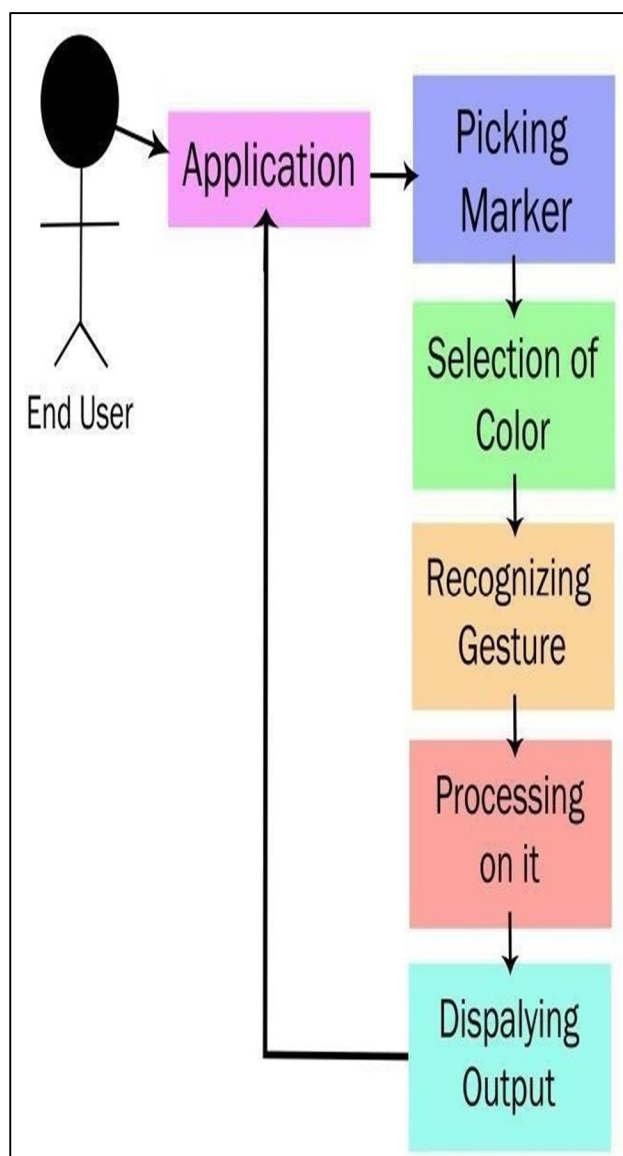 End User
Application
Picking
Marker
Selection of
Color
Recognizing
Gesture
Processing
on it
Dispalying
Output